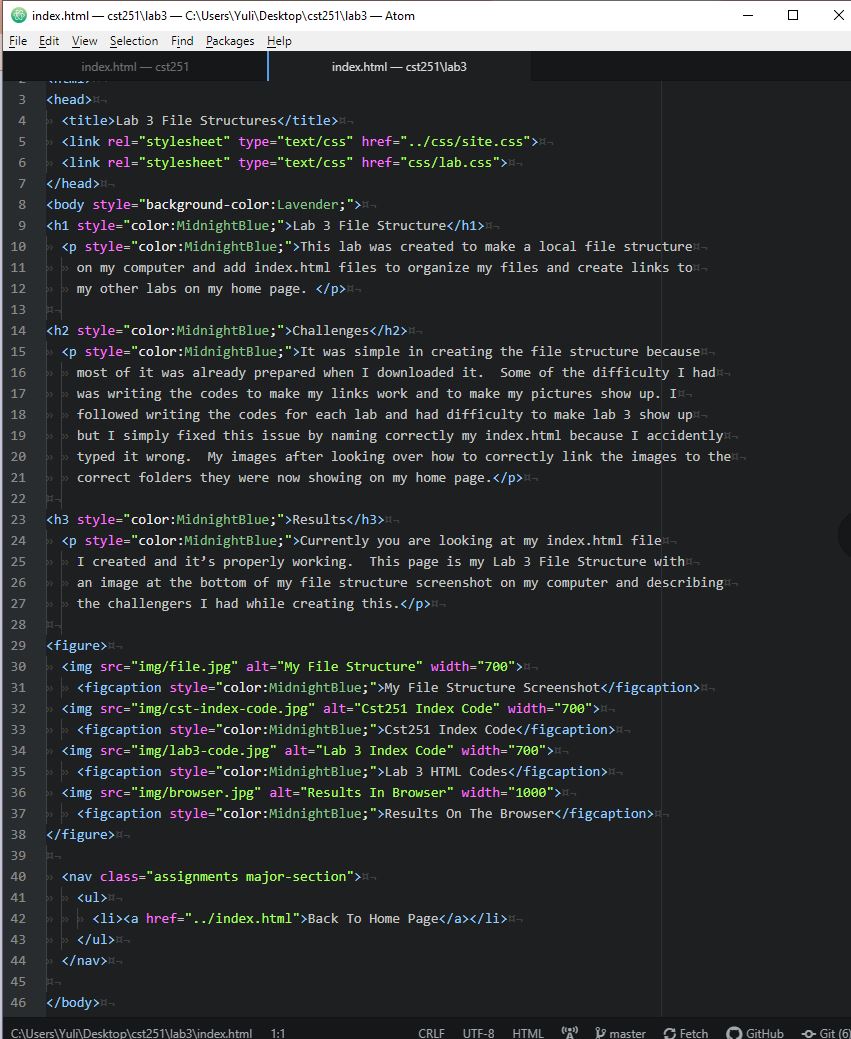 index.html — cst251\lab3 — C:\Users\Yuli\Desktop\cst251\lab3 — Atom
File Edit View Selection Find Packages Help
index.html — cst251 index.html — cst251\lab3
2 <html>
3 <head>
4 <title>Lab 3 File Structures</title>
5 <link rel="stylesheet" type="text/css" href="../css/site.css">
6 <link rel="stylesheet" type="text/css" href="css/lab.css">
7 </head>
8 <body style="background-color:Lavender;">
9 <h1 style="color:MidnightBlue;">Lab 3 File Structure</h1>
10 <p style="color:MidnightBlue;">This lab was created to make a local file structure
11 on my computer and add index.html files to organize my files and create links to
12 my other labs on my home page. </p>
13
14 <h2 style="color:MidnightBlue;">Challenges</h2>
15 <p style="color:MidnightBlue;">It was simple in creating the file structure because
16 most of it was already prepared when I downloaded it.  Some of the difficulty I had
17 was writing the codes to make my links work and to make my pictures show up. I
18 followed writing the codes for each lab and had difficulty to make lab 3 show up
19 but I simply fixed this issue by naming correctly my index.html because I accidently
20 typed it wrong.  My images after looking over how to correctly link the images to the
21 correct folders they were now showing on my home page.</p>
22
23 <h3 style="color:MidnightBlue;">Results</h3>
24 <p style="color:MidnightBlue;">Currently you are looking at my index.html file
25 I created and it’s properly working.  This page is my Lab 3 File Structure with
26 an image at the bottom of my file structure screenshot on my computer and describing
27 the challengers I had while creating this.</p>
28
29 <figure>
30 <img src="img/file.jpg" alt="My File Structure" width="700">
31 <figcaption style="color:MidnightBlue;">My File Structure Screenshot</figcaption>
32 <img src="img/cst-index-code.jpg" alt="Cst251 Index Code" width="700">
33 <figcaption style="color:MidnightBlue;">Cst251 Index Code</figcaption>
34 <img src="img/lab3-code.jpg" alt="Lab 3 Index Code" width="700">
35 <figcaption style="color:MidnightBlue;">Lab 3 HTML Codes</figcaption>
36 <img src="img/browser.jpg" alt="Results In Browser" width="1000">
37 <figcaption style="color:MidnightBlue;">Results On The Browser</figcaption>
38 </figure>
39
40 <nav class="assignments major-section">
41 <ul>
42 <li><a href="../index.html">Back To Home Page</a></li>
43 </ul>
44 </nav>
45
46 </body>
C:\Users\Yuli\Desktop\cst251\lab3\index.html 1:1 CRLF UTF-8 HTML master Fetch GitHub Git (6)